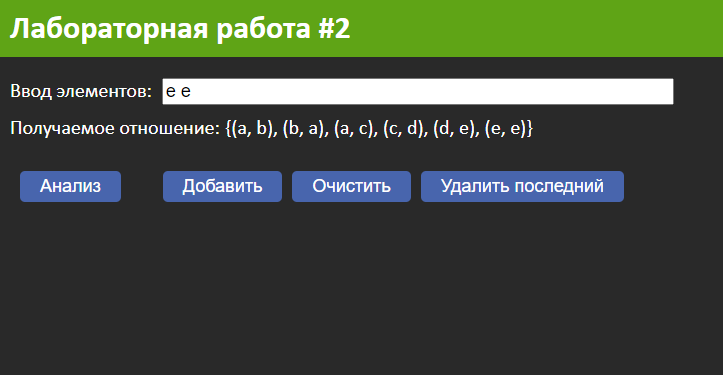 Лабораторная работа #2
Ввод элементов: e e
Получаемое отношение: {(a, b), (b, a), (a, c), (c, d), (d, e), (e, e)}
Анализ Добавить Очистить Удалить последний